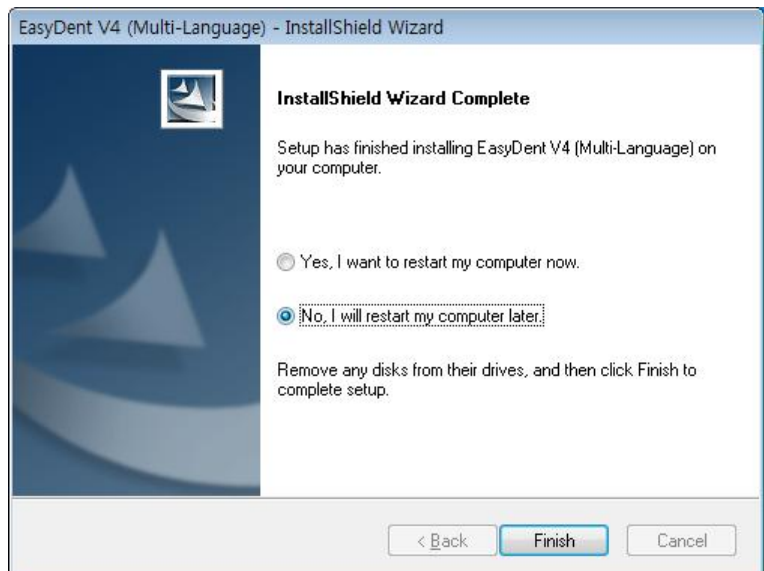 EasyDent V4 (Multi-Language) - InstallShield Wizard
InstallShield Wizard Complete
Setup has finished installing EasyDent V4 (Multi-Language) on
your computer.
Yes, I want to restart my computer now.
No, I will restart my computer later.
Remove any disks from their drives, and then click Finish to
complete setup.
< Back
Finish
Cancel